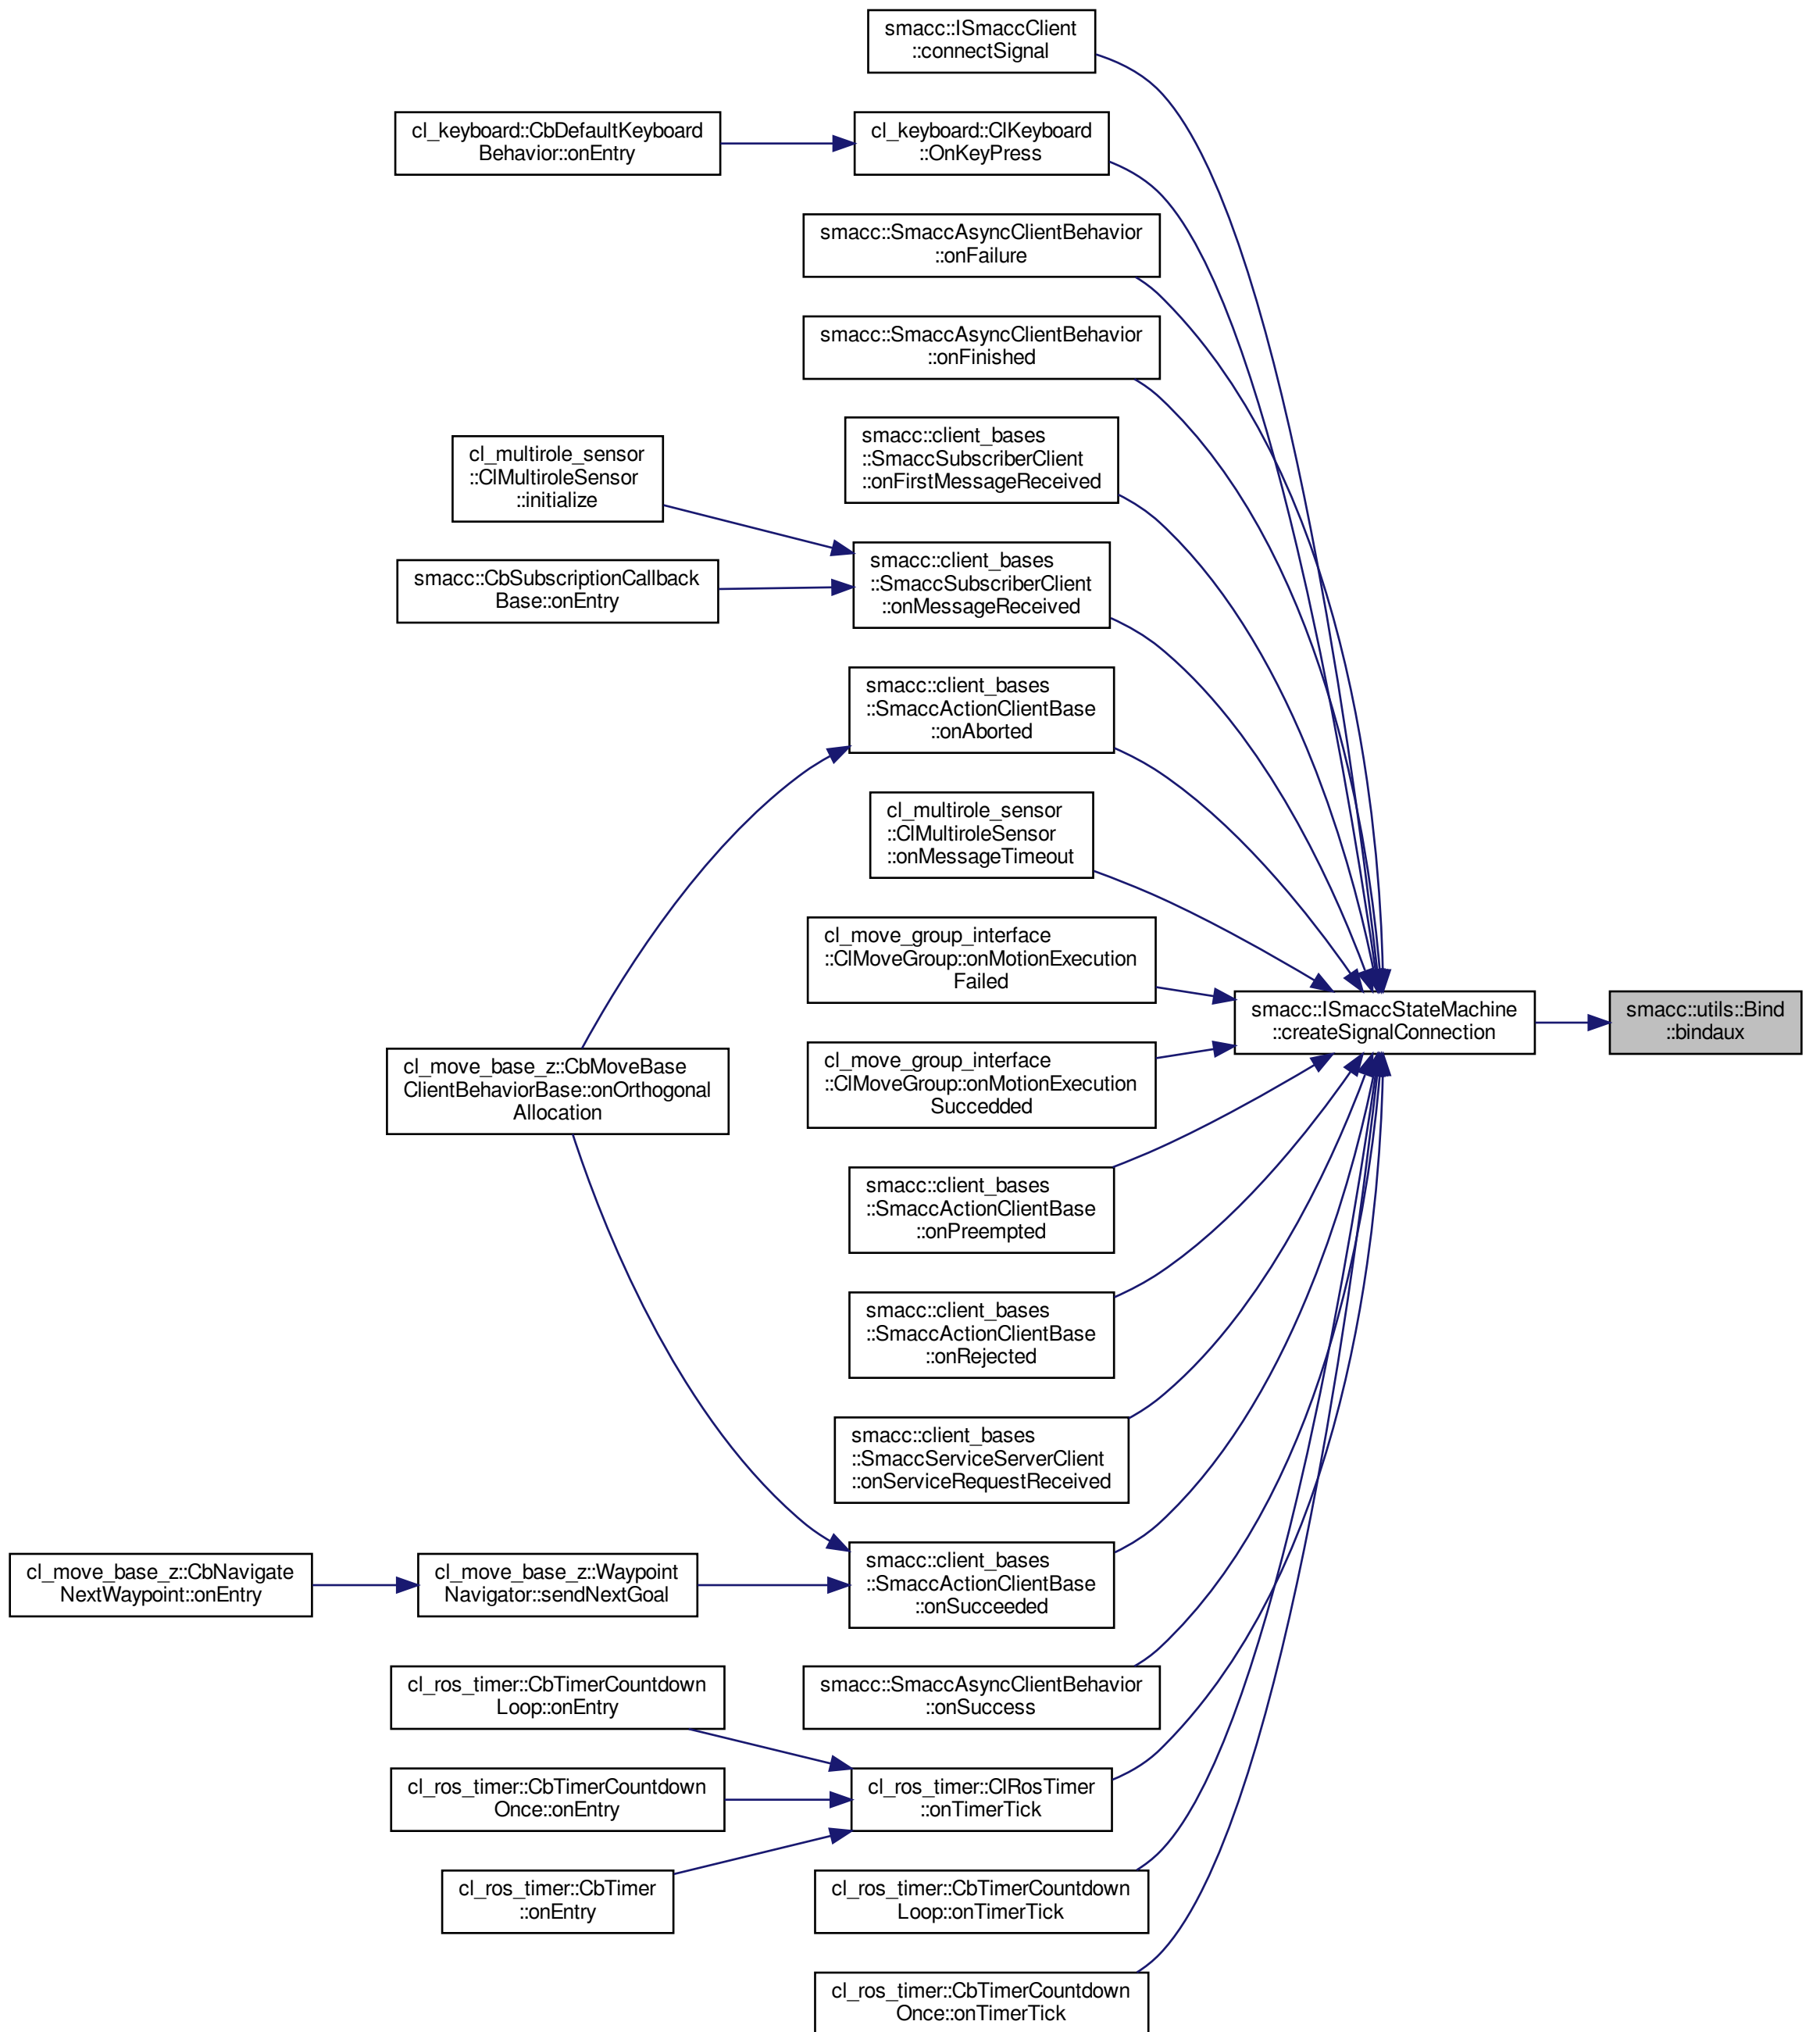 smacc::ISmaccClient
::connectSignal
cl_keyboard::CbDefaultKeyboard
Behavior::onEntry
cl_keyboard::ClKeyboard
::OnKeyPress
smacc::SmaccAsyncClientBehavior
::onFailure
smacc::SmaccAsyncClientBehavior
::onFinished
smacc::client_bases
::SmaccSubscriberClient
::onFirstMessageReceived
cl_multirole_sensor
::ClMultiroleSensor
::initialize
smacc::CbSubscriptionCallback
Base::onEntry
smacc::client_bases
::SmaccSubscriberClient
::onMessageReceived
smacc::client_bases
::SmaccActionClientBase
::onAborted
cl_multirole_sensor
::ClMultiroleSensor
::onMessageTimeout
cl_move_group_interface
::ClMoveGroup::onMotionExecution
Failed
smacc::ISmaccStateMachine
::createSignalConnection
smacc::utils::Bind
::bindaux
cl_move_base_z::CbMoveBase
ClientBehaviorBase::onOrthogonal
Allocation
cl_move_group_interface
::ClMoveGroup::onMotionExecution
Succedded
smacc::client_bases
::SmaccActionClientBase
::onPreempted
smacc::client_bases
::SmaccActionClientBase
::onRejected
smacc::client_bases
::SmaccServiceServerClient
::onServiceRequestReceived
cl_move_base_z::CbNavigate
NextWaypoint::onEntry
cl_move_base_z::Waypoint
Navigator::sendNextGoal
smacc::client_bases
::SmaccActionClientBase
::onSucceeded
cl_ros_timer::CbTimerCountdown
Loop::onEntry
smacc::SmaccAsyncClientBehavior
::onSuccess
cl_ros_timer::CbTimerCountdown
Once::onEntry
cl_ros_timer::ClRosTimer
::onTimerTick
cl_ros_timer::CbTimer
::onEntry
cl_ros_timer::CbTimerCountdown
Loop::onTimerTick
cl_ros_timer::CbTimerCountdown
Once::onTimerTick